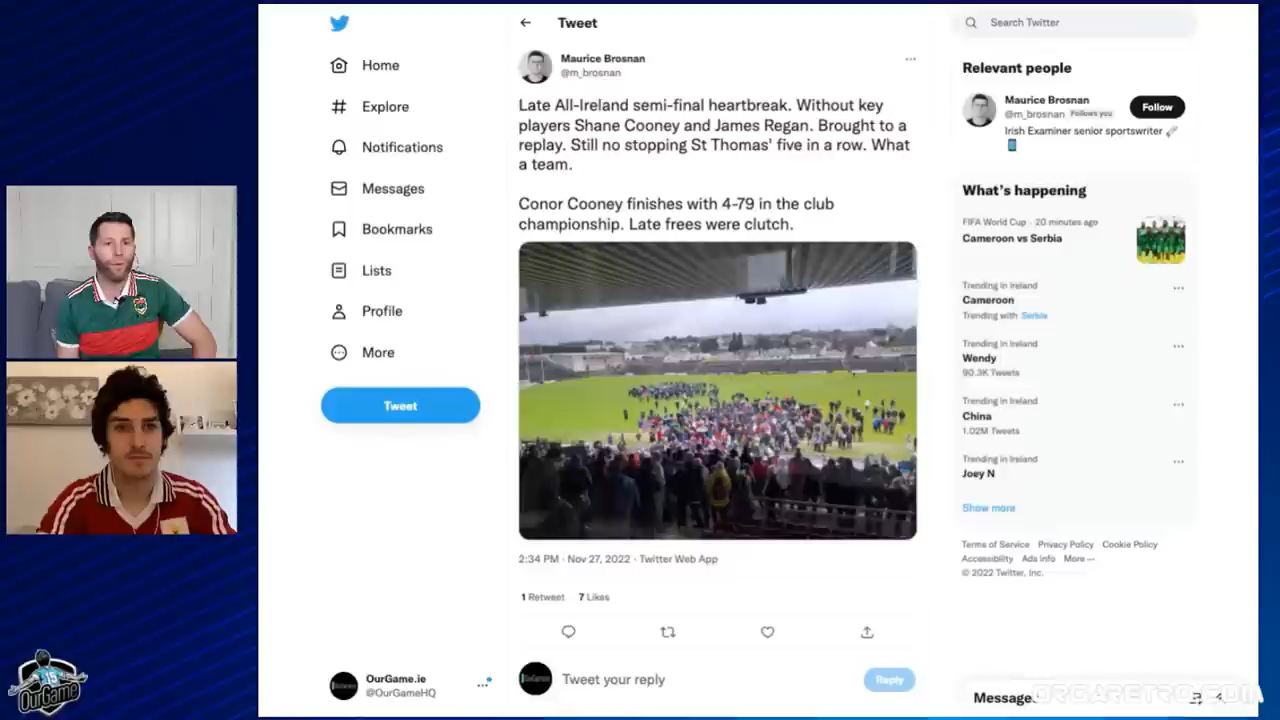 Home
Explore
Notifications
Messages
Bookmarks
Lists
Profile
More
Tweet
OurGame.ie
@OurGameHQ
Tweet
Maurice Brosnan
@m_brosnan
Late All-Ireland semi-final heartbreak. Without key
players Shane Cooney and James Regan. Brought to a
replay. Still no stopping St Thomas' five in a row. What
a team.
Conor Cooney finishes with 4-79 in the club
championship. Late frees were clutch.
2:34 PM · Nov 27, 2022 · Twitter Web App
1 Retweet 7 Likes
Tweet your reply
Reply
Search Twitter
Relevant people
Maurice Brosnan
@m_brosnan Follows you
Follow
Irish Examiner senior sportswriter
What's happening
FIFA World Cup · 20 minutes ago
Cameroon vs Serbia
Trending in Ireland
Cameroon
Trending with Serbia
Trending in Ireland
Wendy
90.3K Tweets
Trending in Ireland
China
1.02M Tweets
Trending in Ireland
Joey N
Show more
Terms of Service Privacy Policy Cookie Policy
Accessibility Ads info More
© 2022 Twitter, Inc.
Messages
ORCARETRO.COM
15
OurGame